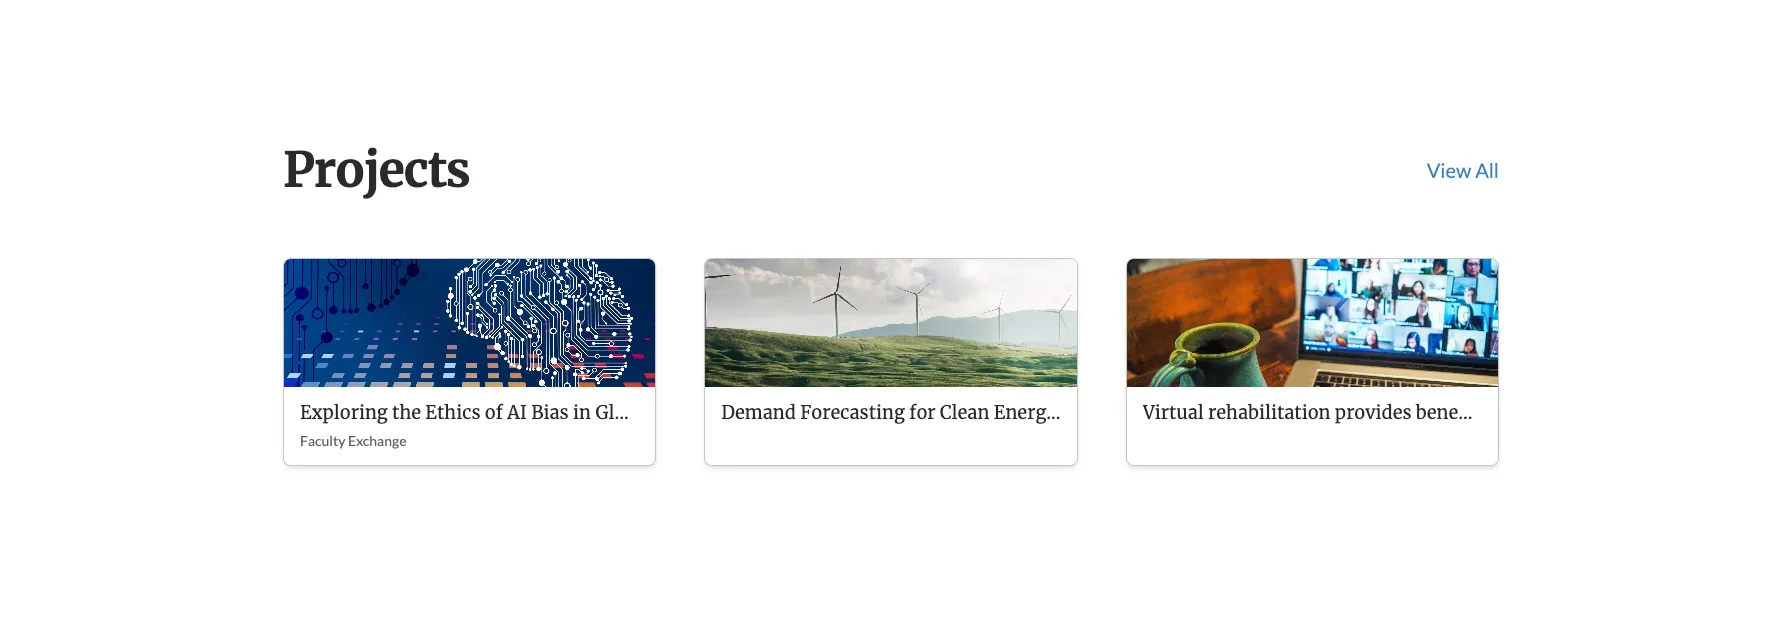 Projects
View All
Exploring the Ethics of AI Bias in Gl...
Faculty Exchange
Demand Forecasting for Clean Energ...
Virtual rehabilitation provides bene...